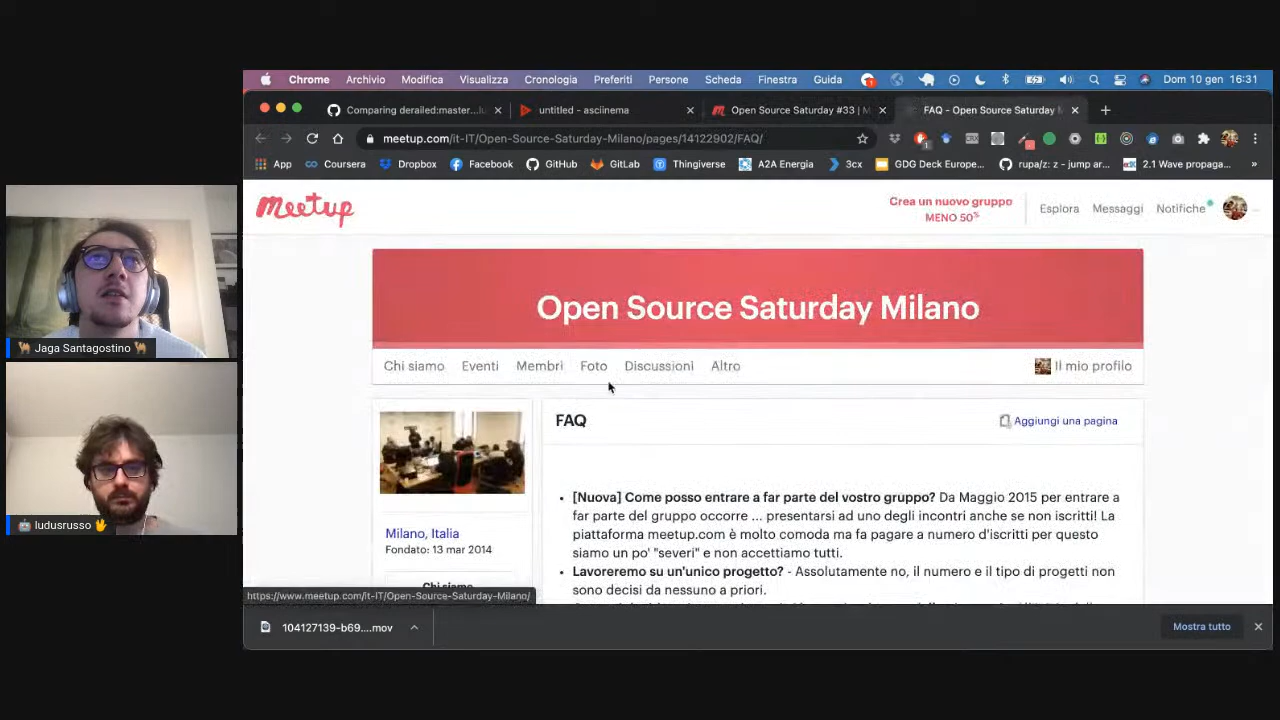 Chrome Archivio Modifica Visualizza Cronologia Preferiti Persone Scheda Finestra Guida Dom 10 gen 16:31
Comparing derailed:master... untitled - asciinema Open Source Saturday #33 | M FAQ - Open Source Saturday M
meetup.com/it-IT/Open-Source-Saturday-Milano/pages/14122902/FAQ/
App Coursera Dropbox Facebook GitHub GitLab Thingiverse A2A Energia 3cx GDG Deck Europe... rupa/z: z - jump ar... 2.1 Wave propaga... »
meetup
Crea un nuovo gruppo
MENO 50%
Esplora Messaggi Notifiche
Open Source Saturday Milano
Chi siamo Eventi Membri Foto Discussioni Altro Il mio profilo
FAQ
Aggiungi una pagina
[Nuova] Come posso entrare a far parte del vostro gruppo? Da Maggio 2015 per entrare a
far parte del gruppo occorre ... presentarsi ad uno degli incontri anche se non iscritti! La
piattaforma meetup.com è molto comoda ma fa pagare a numero d'iscritti per questo
siamo un po' "severi" e non accettiamo tutti.
Lavoreremo su un'unico progetto? - Assolutamente no, il numero e il tipo di progetti non
sono decisi da nessuno a priori.
Milano, Italia
Fondato: 13 mar 2014
Chi siamo
https://www.meetup.com/it-IT/Open-Source-Saturday-Milano/
104127139-b69....mov
Mostra tutto
🐫 Jaga Santagostino 🐫
🤖 ludusrusso 🖖